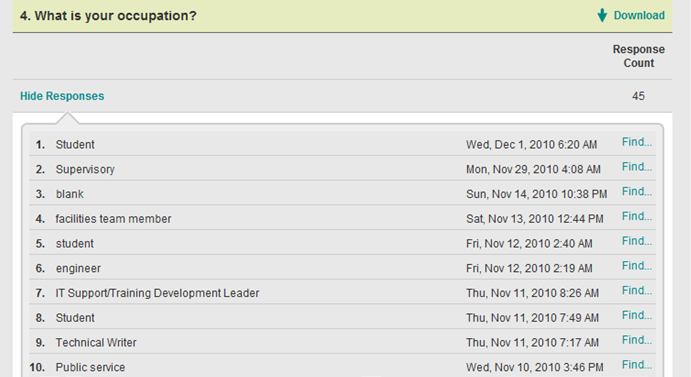 4. What is your occupation? Download
Response
Count
Hide Responses 45
1. Student Wed, Dec 1, 2010 6:20 AM Find...
2. Supervisory Mon, Nov 29, 2010 4:08 AM Find...
3. blank Sun, Nov 14, 2010 10:38 PM Find...
4. facilities team member Sat, Nov 13, 2010 12:44 PM Find...
5. student Fri, Nov 12, 2010 2:40 AM Find...
6. engineer Fri, Nov 12, 2010 2:19 AM Find...
7. IT Support/Training Development Leader Thu, Nov 11, 2010 8:26 AM Find...
8. Student Thu, Nov 11, 2010 7:49 AM Find...
9. Technical Writer Thu, Nov 11, 2010 7:17 AM Find...
10. Public service Wed, Nov 10, 2010 3:46 PM Find...